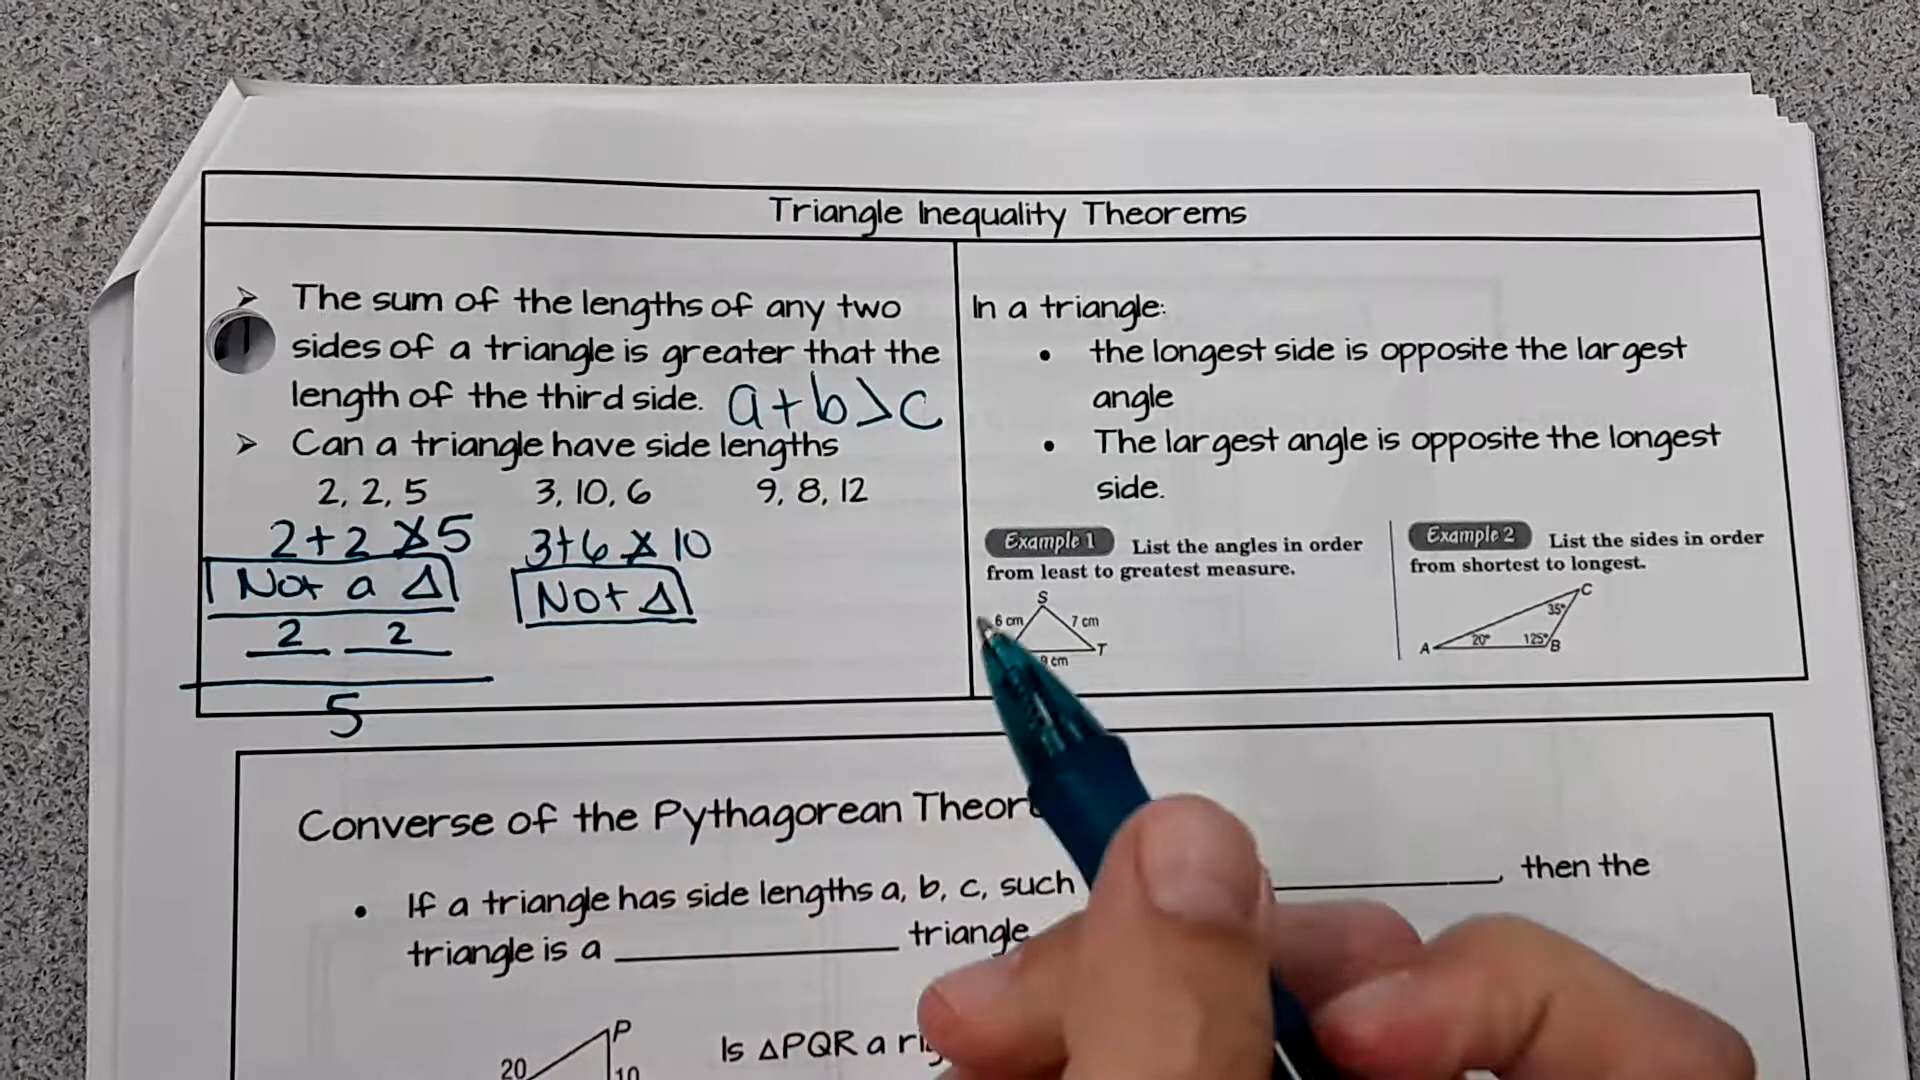 Triangle Inequality Theorems
➢ The sum of the lengths of any two
sides of a triangle is greater that the
length of the third side. a+b>c
➢ Can a triangle have side lengths
2, 2, 5 3, 10, 6 9, 8, 12
2+2 ≯ 5 3+6 ≯ 10
Not a Δ Not Δ
2 2
5
In a triangle:
• the longest side is opposite the largest
angle
• The largest angle is opposite the longest
side.
Example 1 List the angles in order
from least to greatest measure.
S
6 cm 7 cm
T
9 cm
Example 2 List the sides in order
from shortest to longest.
C
35°
A 20° 125° B
Converse of the Pythagorean
• If a triangle has side lengths a, b, c, such ________, then the
triangle is a ________ triangle
P
20 10
Is ΔPQR a